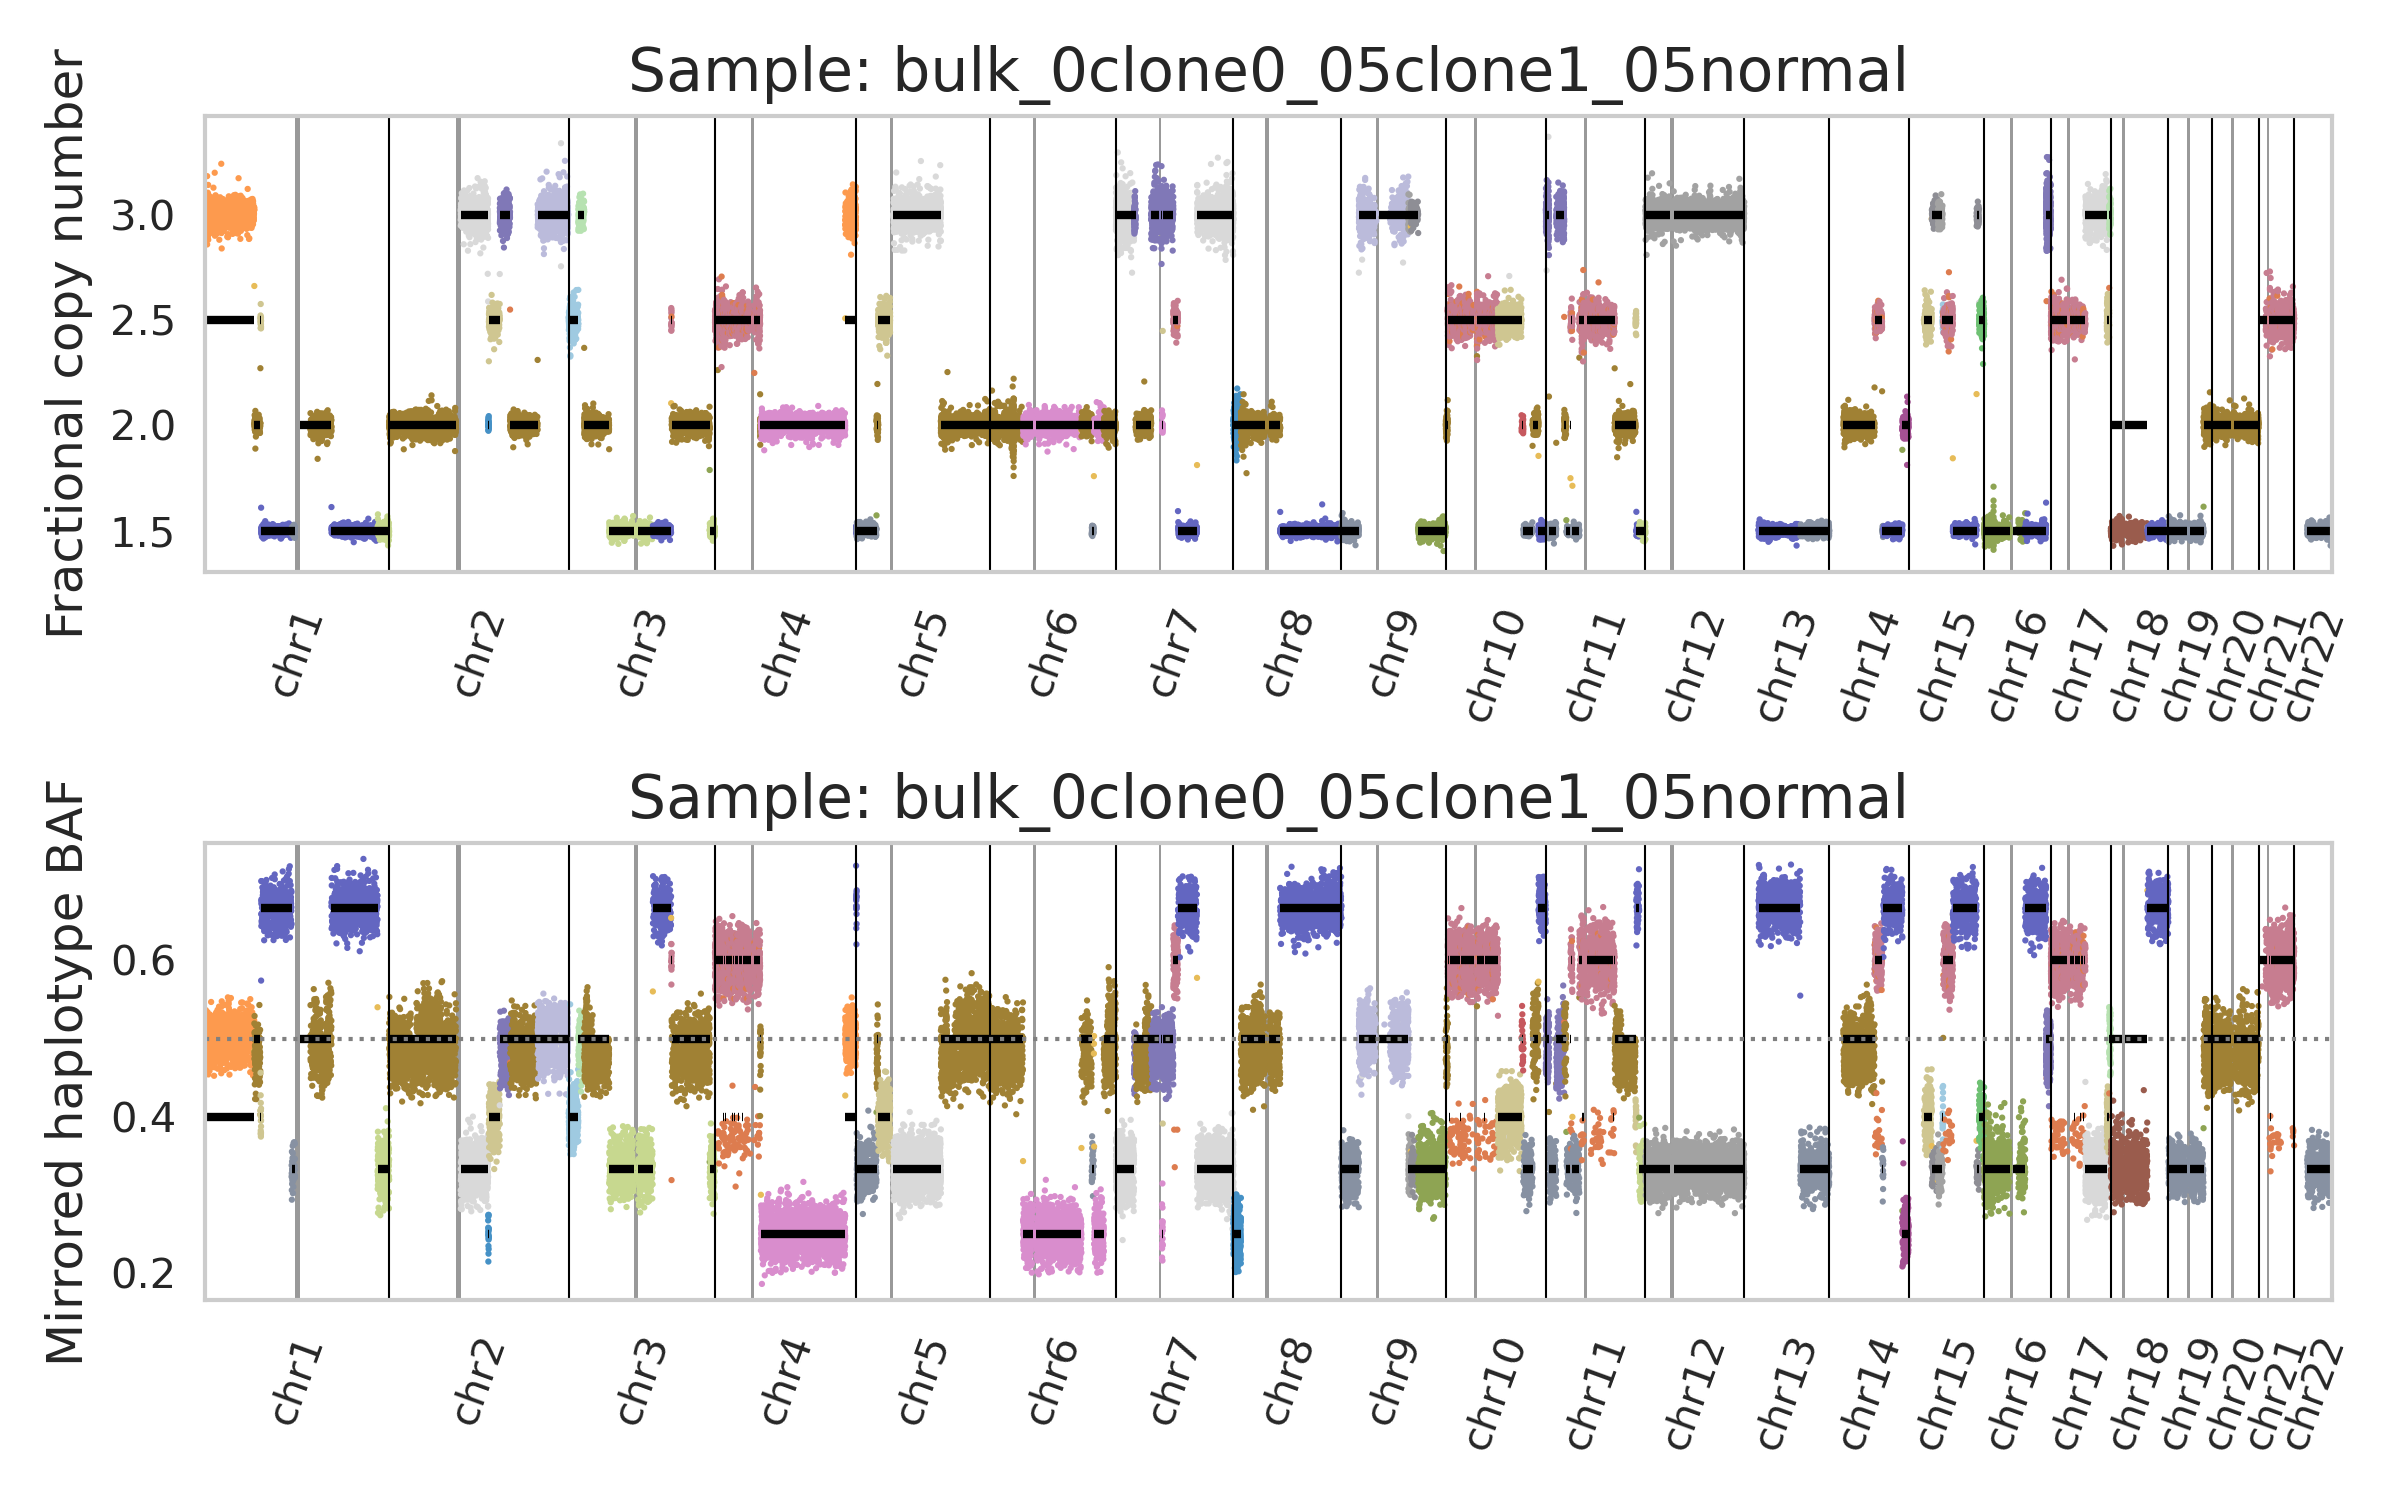 Sample: bulk_0clone0_05clone1_05normal
Fractional copy number
3.0
2.5
2.0
1.5
chr1
chr2
chr3
chr4
chr5
chr6
chr7
chr8
chr9
chr10
chr11
chr12
chr13
chr14
chr15
chr16
chr17
chr18
chr19
chr20
chr21
chr22
Sample: bulk_0clone0_05clone1_05normal
Mirrored haplotype BAF
0.6
0.4
0.2
chr1
chr2
chr3
chr4
chr5
chr6
chr7
chr8
chr9
chr10
chr11
chr12
chr13
chr14
chr15
chr16
chr17
chr18
chr19
chr20
chr21
chr22